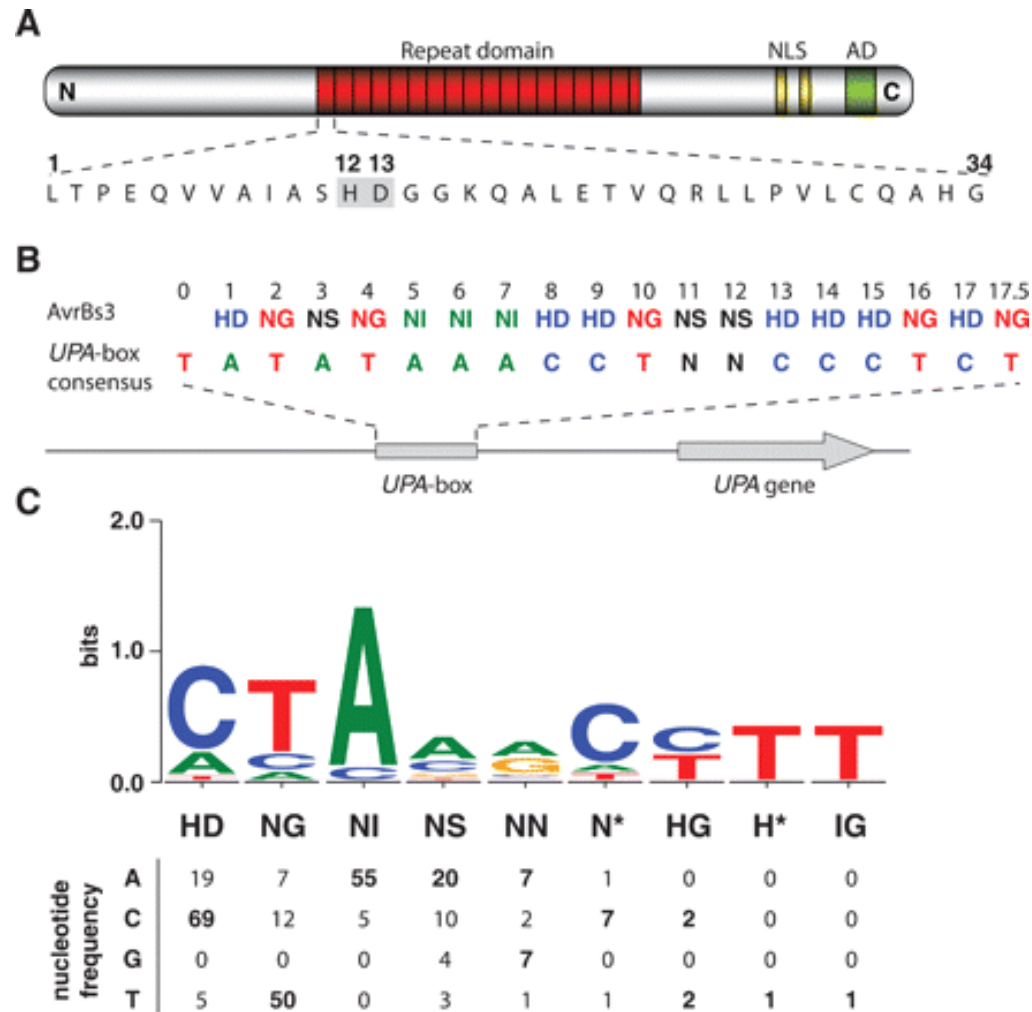 A
Repeat domain NLS AD
N C
1 12 13 34
L T P E Q V V A I A S H D G G K Q A L E T V Q R L L P V L C Q A H G
B
0 1 2 3 4 5 6 7 8 9 10 11 12 13 14 15 16 17 17.5
AvrBs3 HD NG NS NG NI NI NI HD HD NG NS NS HD HD HD NG HD NG
UPA-box
consensus
T A T A T A A A C C T N N C C C T C T
UPA-box UPA gene
C
2.0
1.0
0.0
bits
C T A A A C C T T
A C C C G A T
T A
HD NG NI NS NN N* HG H* IG
nucleotide
frequency
A 19 7 55 20 7 1 0 0 0
C 69 12 5 10 2 7 2 0 0
G 0 0 0 4 7 0 0 0 0
T 5 50 0 3 1 1 2 1 1